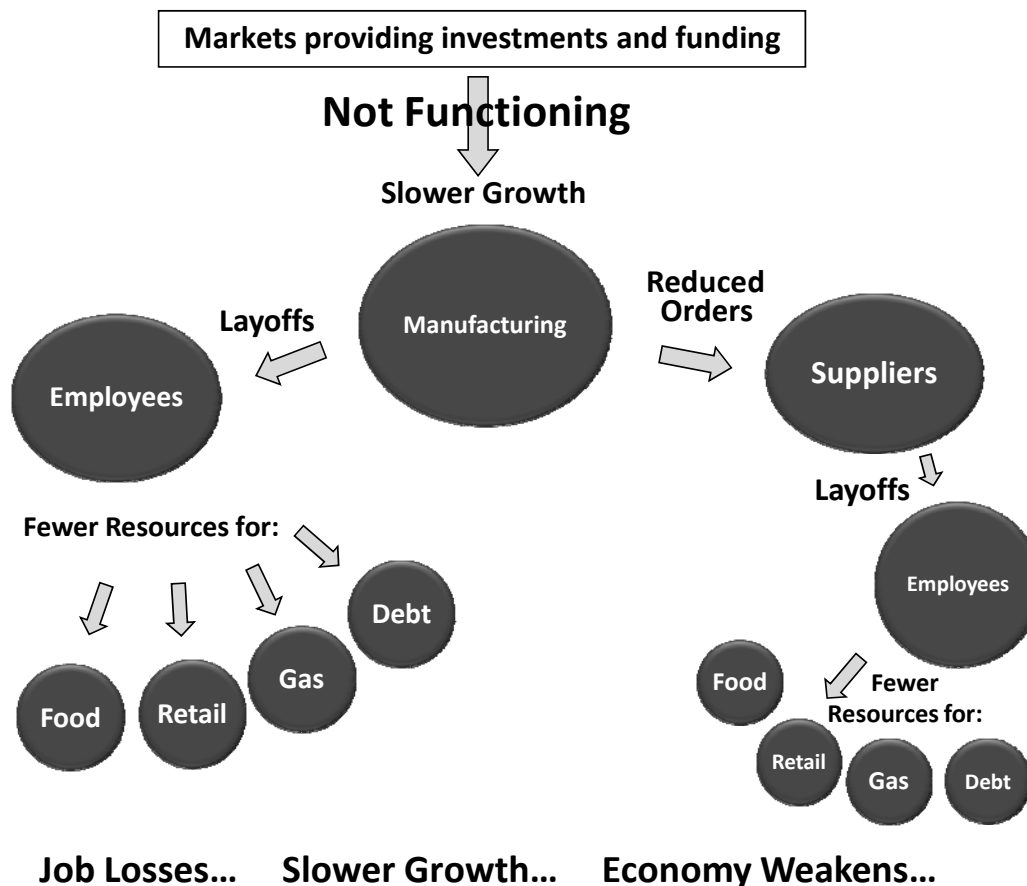 Markets providing investments and funding
Not Functioning
Slower Growth
Manufacturing
Layoffs
Employees
Reduced
Orders
Suppliers
Layoffs
Employees
Fewer Resources for:
Food
Retail
Gas
Debt
Fewer
Resources for:
Food
Retail
Gas
Debt
Job Losses… Slower Growth… Economy Weakens…